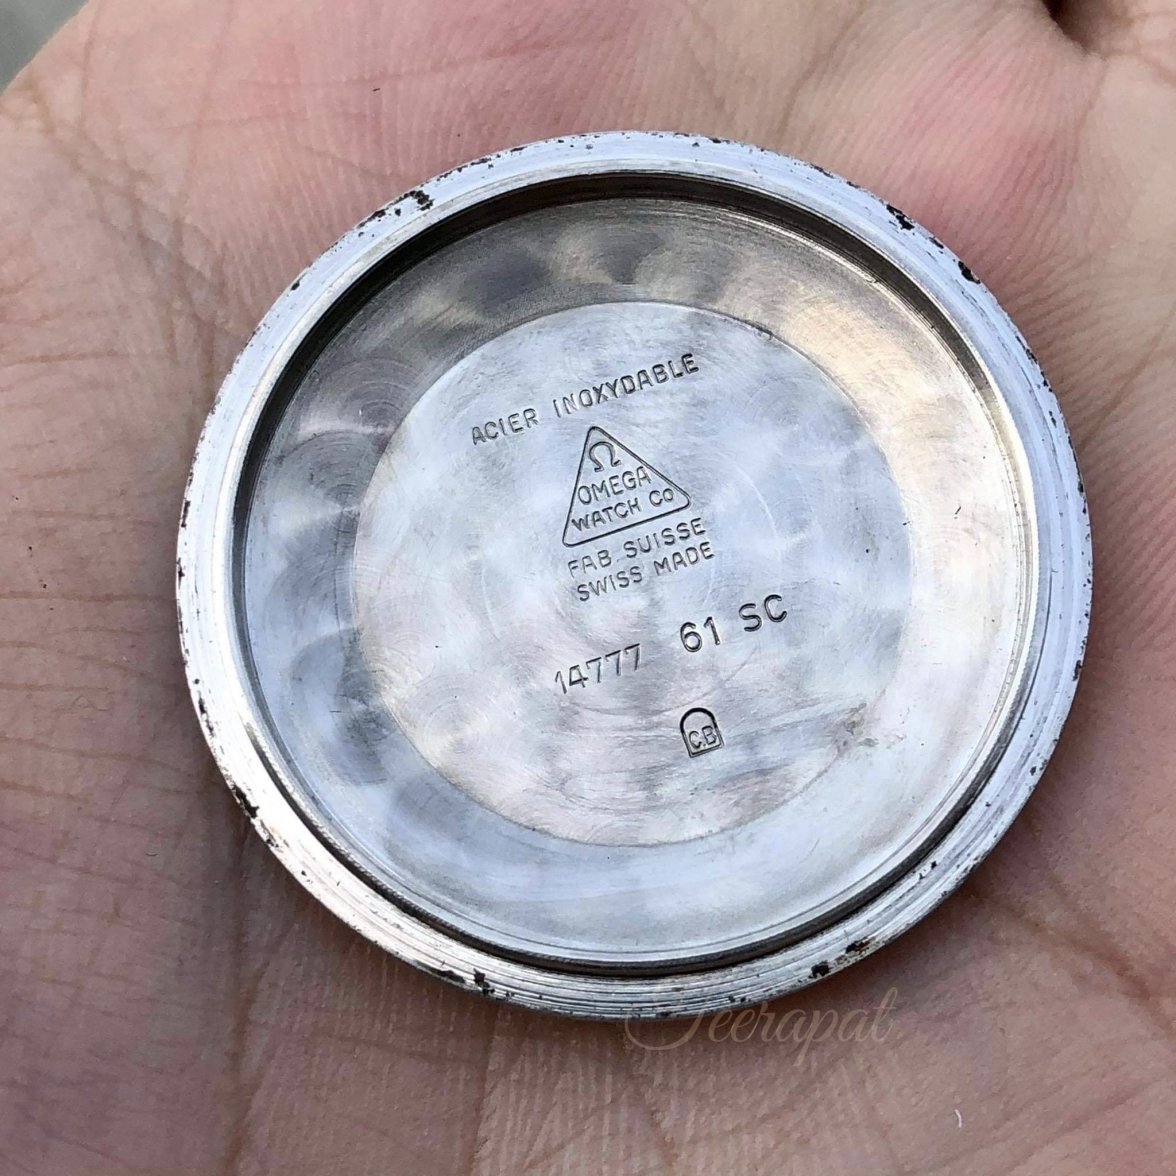 ACIER INOXYDABLE
Ω
OMEGA
WATCH Co
FAB. SUISSE
SWISS MADE
14777 61 SC
C.B
Teerapat